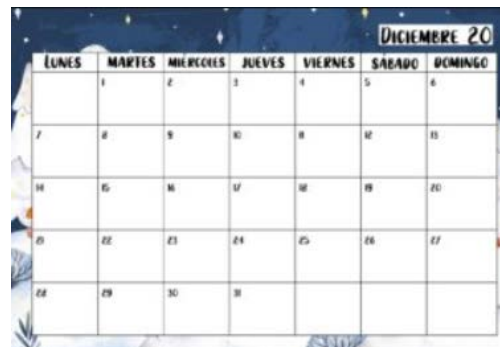 DICIEMBRE 20
LUNES MARTES MIÉRCOLES JUEVES VIERNES SÁBADO DOMINGO
1 2 3 4 5 6
7 8 9 10 11 12 13
14 15 16 17 18 19 20
21 22 23 24 25 26 27
28 29 30 31